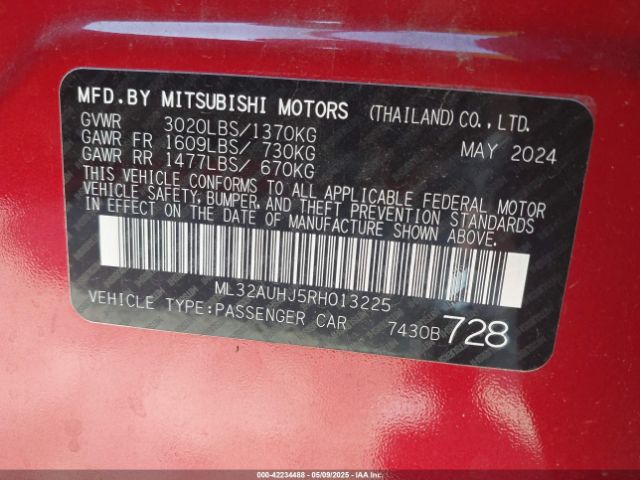 MFD.BY MITSUBISHI MOTORS (THAILAND)CO.,LTD.
GVWR 3020LBS/1370KG MAY 2024
GAWR FR 1609LBS/ 730KG
GAWR RR 1477LBS/ 670KG
THIS VEHICLE CONFORMS TO ALL APPLICABLE FEDERAL MOTOR
VEHICLE SAFETY,BUMPER,AND THEFT PREVENTION STANDARDS
IN EFFECT ON THE DATE OF MANUFACTURE SHOWN ABOVE.
ML32AUHJ5RH013225
VEHICLE TYPE:PASSENGER CAR 7430B 728
000-42234488 - 05/09/2025 - IAAI.COM